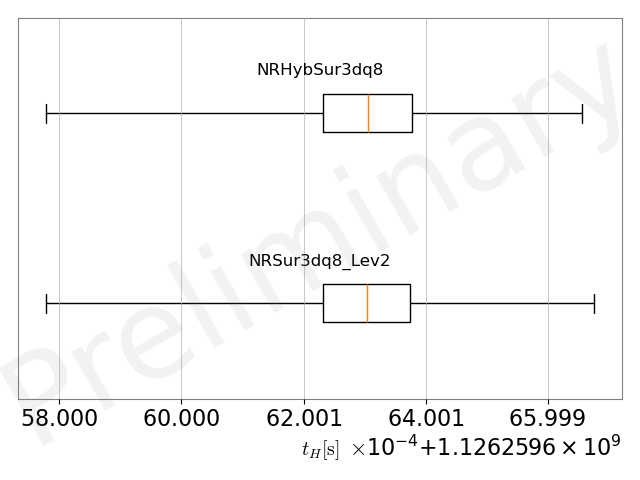 NRHybSur3dq8
NRSur3dq8_Lev2
Preliminary
58.000 60.000 62.001 64.001 65.999
t_H[s] ×10⁻⁴+1.1262596 × 10⁹